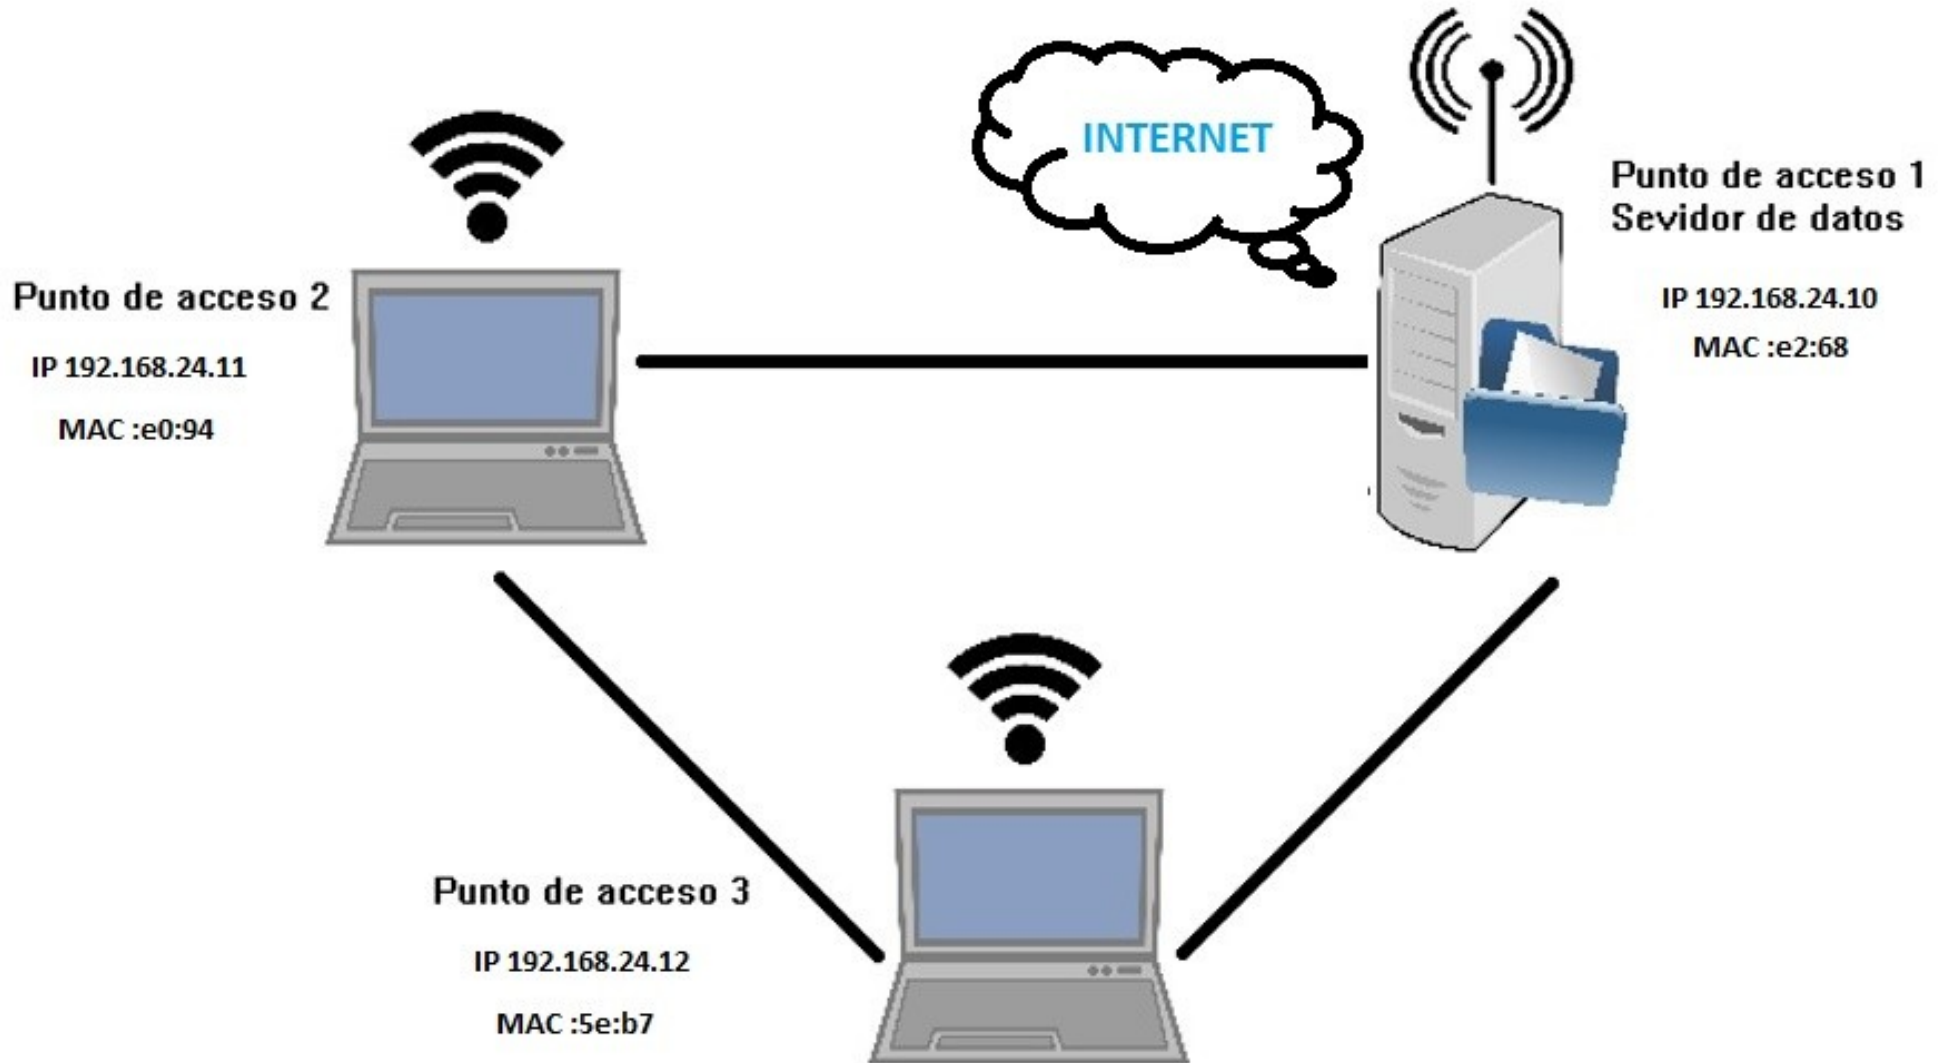 INTERNET
Punto de acceso 1
Sevidor de datos
IP 192.168.24.10
MAC :e2:68
Punto de acceso 2
IP 192.168.24.11
MAC :e0:94
Punto de acceso 3
IP 192.168.24.12
MAC :5e:b7